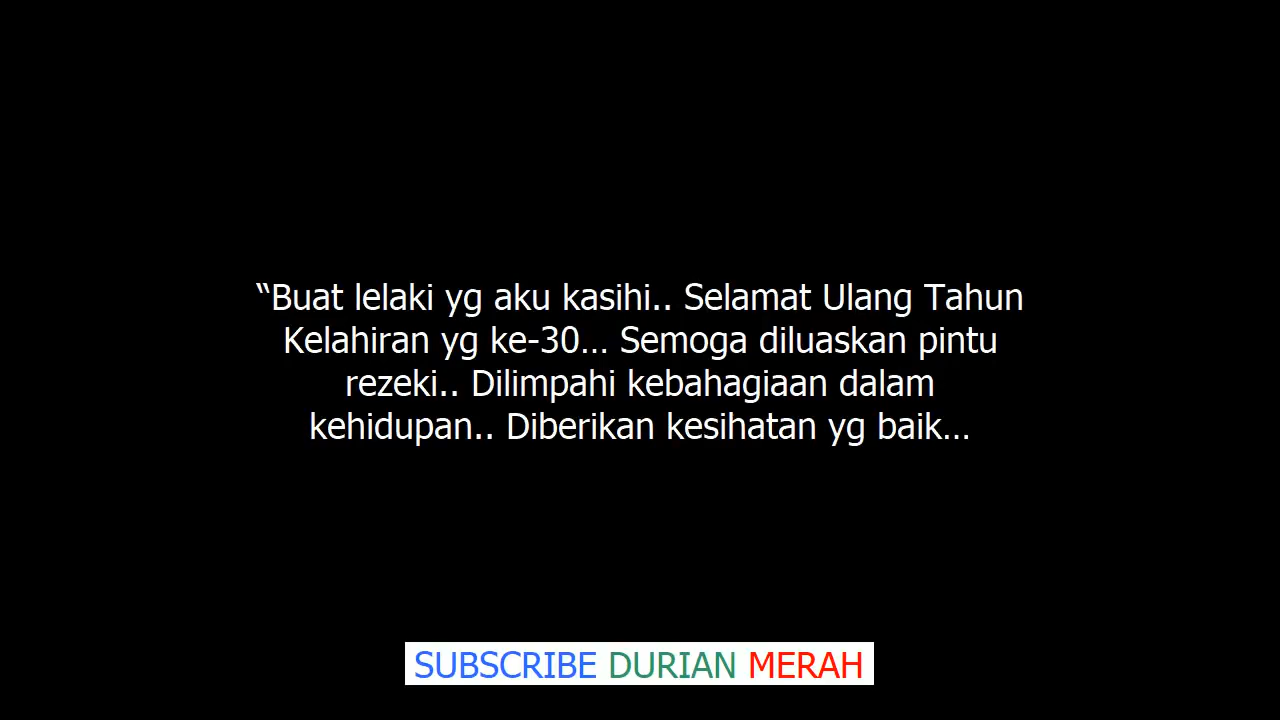 “Buat lelaki yg aku kasihi.. Selamat Ulang Tahun
Kelahiran yg ke-30... Semoga diluaskan pintu
rezeki.. Dilimpahi kebahagiaan dalam
kehidupan.. Diberikan kesihatan yg baik...
SUBSCRIBE DURIAN MERAH